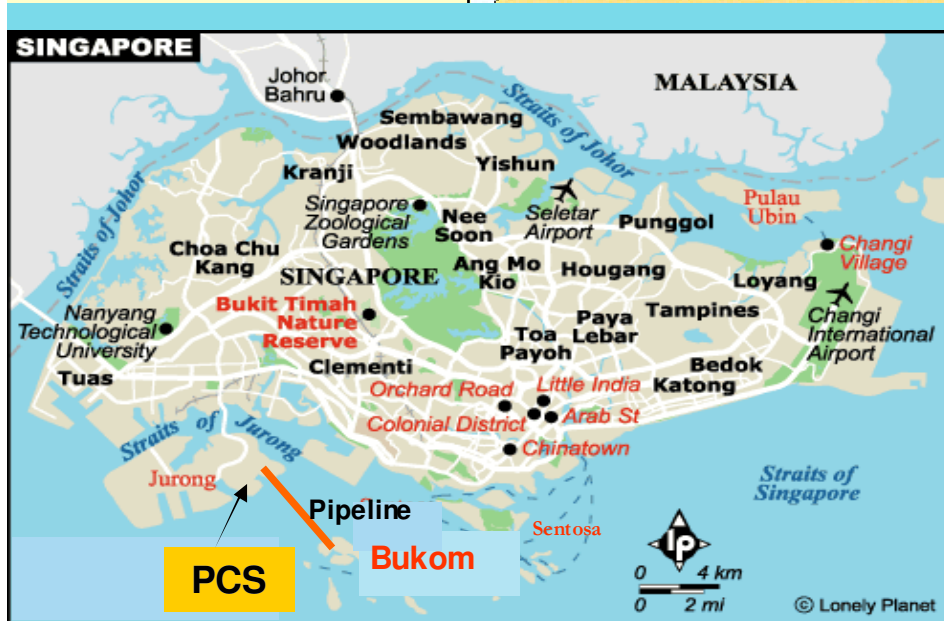 SINGAPORE
Johor
Bahru
MALAYSIA
Straits of Johor
Sembawang
Woodlands
Yishun
Kranji
Singapore
Zoological
Gardens
Nee
Soon
Seletar
Airport
Punggol
Pulau
Ubin
Changi
Village
Straits of Johor
Choa Chu
Kang
SINGAPORE
Ang Mo
Kio
Hougang
Loyang
Bukit Timah
Nature
Reserve
Nanyang
Technological
University
Tampines
Paya
Lebar
Changi
International
Airport
Toa
Payoh
Tuas
Clementi
Bedok
Katong
Orchard Road
Little India
Colonial District
Arab St
Chinatown
Straits of Jurong
Jurong
Straits of
Singapore
Pipeline
Sentosa
Bukom
PCS
lp
0 4 km
0 2 mi
© Lonely Planet